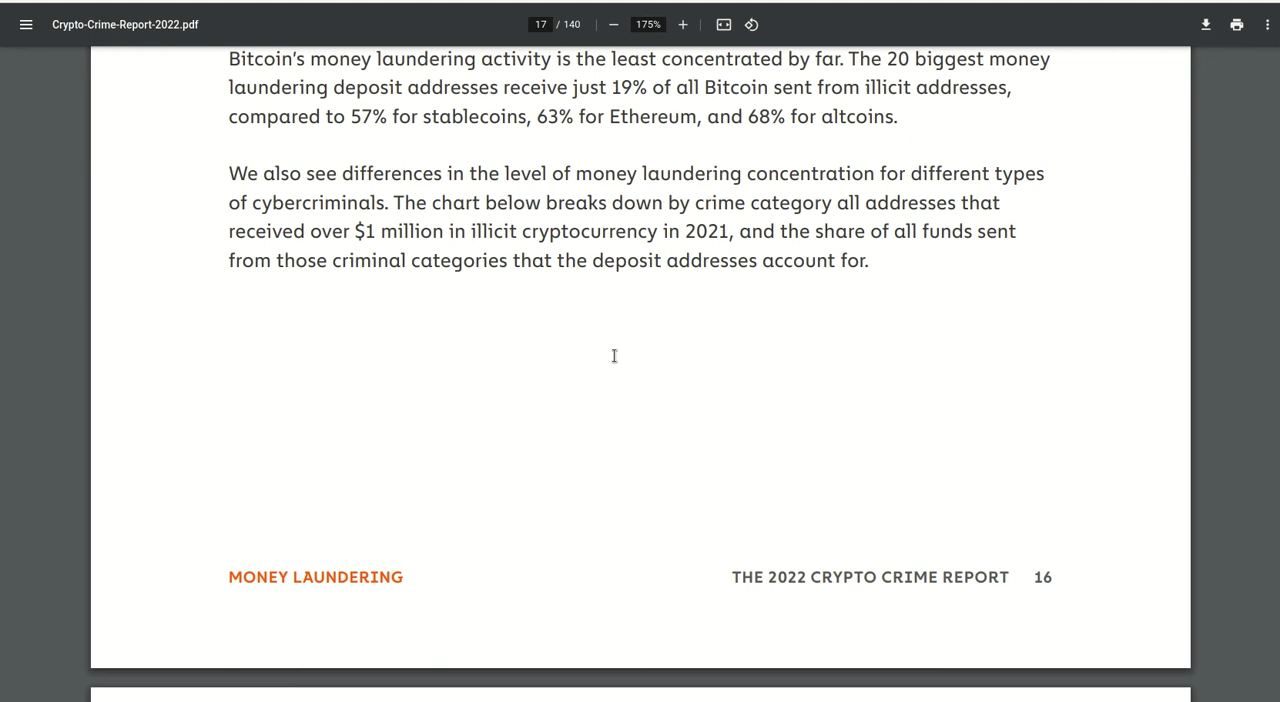 Crypto-Crime-Report-2022.pdf 17 / 140 − 175% +
Bitcoin's money laundering activity is the least concentrated by far. The 20 biggest money
laundering deposit addresses receive just 19% of all Bitcoin sent from illicit addresses,
compared to 57% for stablecoins, 63% for Ethereum, and 68% for altcoins.
We also see differences in the level of money laundering concentration for different types
of cybercriminals. The chart below breaks down by crime category all addresses that
received over $1 million in illicit cryptocurrency in 2021, and the share of all funds sent
from those criminal categories that the deposit addresses account for.
MONEY LAUNDERING THE 2022 CRYPTO CRIME REPORT 16